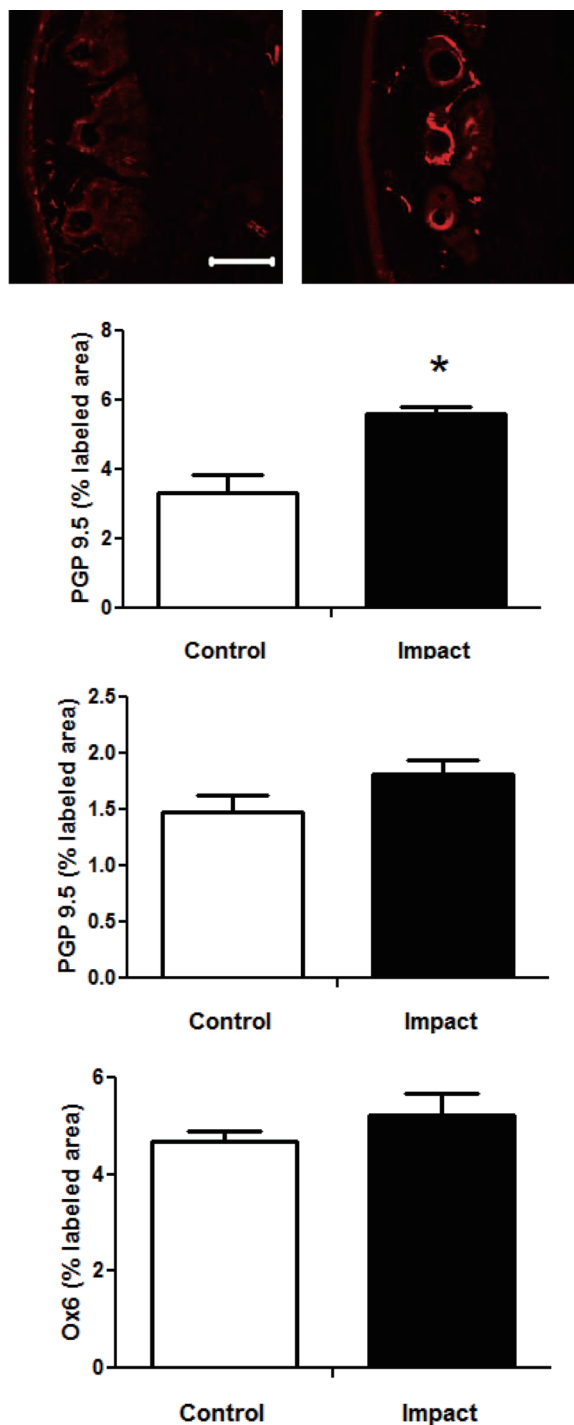 8
*
6
4
2
0
PGP 9.5 (% labeled area)
Control Impact
2.5
2.0
1.5
1.0
0.5
0.0
PGP 9.5 (% labeled area)
Control Impact
6
4
2
0
Ox6 (% labeled area)
Control Impact